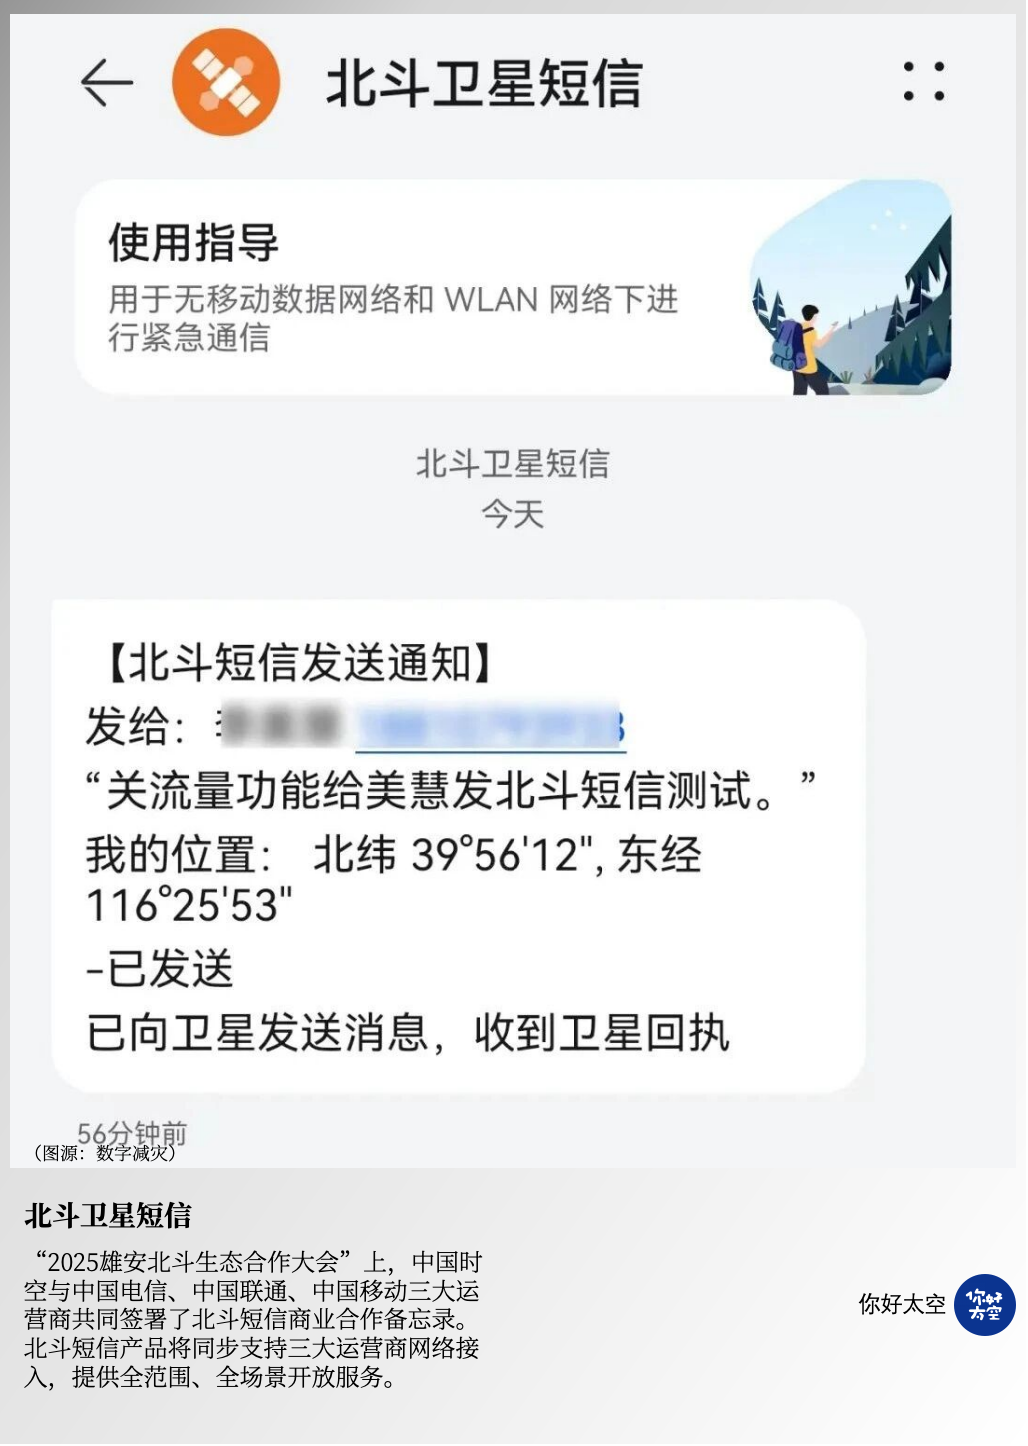 北斗卫星短信
使用指导
用于无移动数据网络和 WLAN 网络下进
行紧急通信
北斗卫星短信
今天
【北斗短信发送通知】
发给：
“关流量功能给美慧发北斗短信测试。”
我的位置： 北纬 39°56'12", 东经
116°25'53"
-已发送
已向卫星发送消息，收到卫星回执
56分钟前
（图源：数字减灾）
北斗卫星短信
“2025雄安北斗生态合作大会”上，中国时
空与中国电信、中国联通、中国移动三大运
营商共同签署了北斗短信商业合作备忘录。
北斗短信产品将同步支持三大运营商网络接
入，提供全范围、全场景开放服务。
你好太空
你好
太空